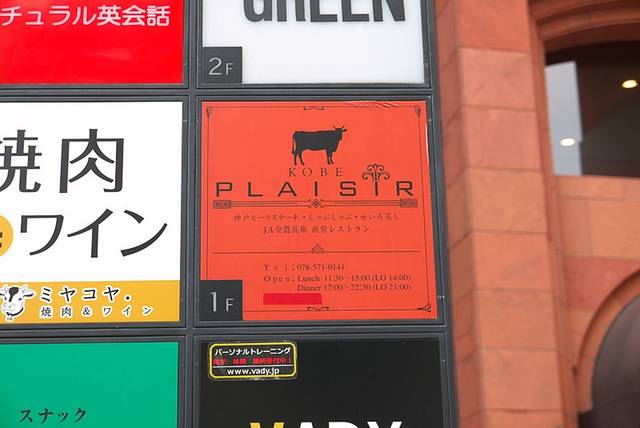 チュラル英会話
GREEN
2F
焼肉
ワイン
ミヤコヤ.
焼肉&ワイン
KOBE
PLAISIR
神戸ビーフステーキ・しゃぶしゃぶ・せいろ蒸し
JA全農兵庫 直営レストラン
Tel:078-571-0141
Open:Lunch 11:30~15:00 (LO 14:00)
Dinner 17:00~22:30 (LO 21:00)
1F
スナック
パーソナルトレーニング
www.vady.jp
VADY